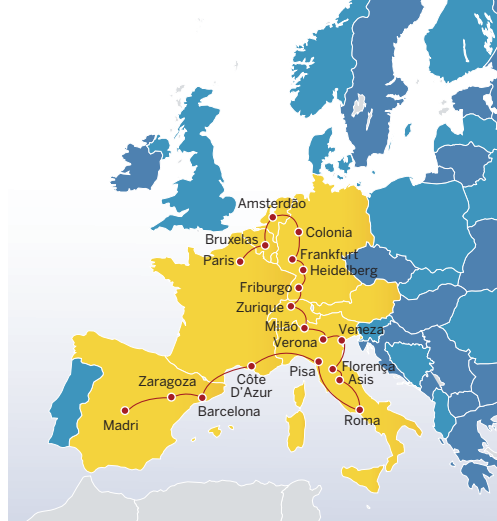 Amsterdão
Colonia
Bruxelas
Paris
Frankfurt
Heidelberg
Friburgo
Zurique
Milão
Veneza
Verona
Pisa
Florença
Asis
Côte
D'Azur
Zaragoza
Barcelona
Roma
Madri